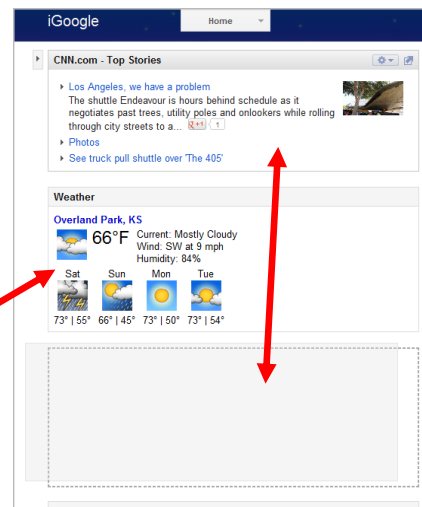 iGoogle
Home
CNN.com - Top Stories
Los Angeles, we have a problem
The shuttle Endeavour is hours behind schedule as it
negotiates past trees, utility poles and onlookers while rolling
through city streets to a... +1 1
Photos
See truck pull shuttle over 'The 405'
Weather
Overland Park, KS
66°F
Current: Mostly Cloudy
Wind: SW at 9 mph
Humidity: 84%
Sat Sun Mon Tue
73° | 55° 66° | 45° 73° | 50° 73° | 54°